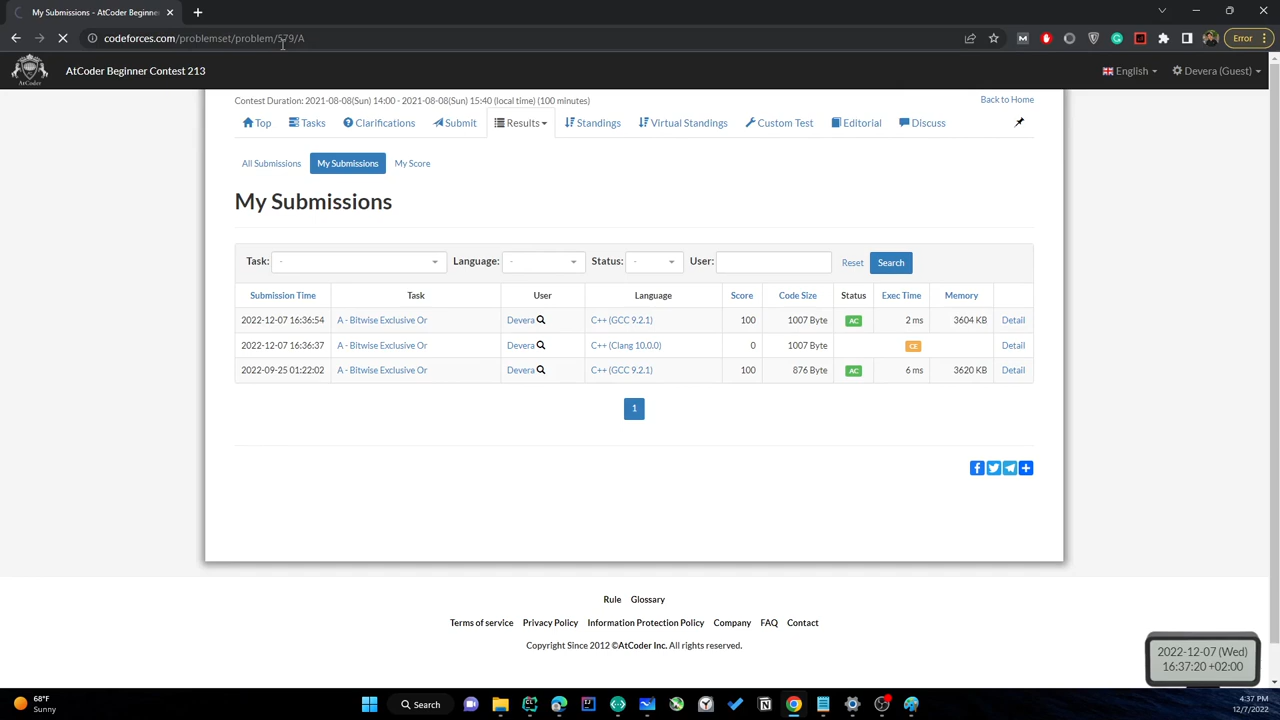 My Submissions - AtCoder Beginner
codeforces.com/problemset/problem/579/A
Error
AtCoder
AtCoder Beginner Contest 213
English
Devera (Guest)
Contest Duration: 2021-08-08(Sun) 14:00 - 2021-08-08(Sun) 15:40 (local time) (100 minutes)
Back to Home
Top Tasks Clarifications Submit Results Standings Virtual Standings Custom Test Editorial Discuss
All Submissions My Submissions My Score
My Submissions
Task: - Language: - Status: - User: Reset Search
Submission Time Task User Language Score Code Size Status Exec Time Memory
2022-12-07 16:36:54 A - Bitwise Exclusive Or Devera C++ (GCC 9.2.1) 100 1007 Byte AC 2 ms 3604 KB Detail
2022-12-07 16:36:37 A - Bitwise Exclusive Or Devera C++ (Clang 10.0.0) 0 1007 Byte CE Detail
2022-09-25 01:22:02 A - Bitwise Exclusive Or Devera C++ (GCC 9.2.1) 100 876 Byte AC 6 ms 3620 KB Detail
1
Rule Glossary
Terms of service Privacy Policy Information Protection Policy Company FAQ Contact
Copyright Since 2012 ©AtCoder Inc. All rights reserved.
2022-12-07 (Wed)
16:37:20 +02:00
68°F
Sunny
Search
4:37 PM
12/7/2022